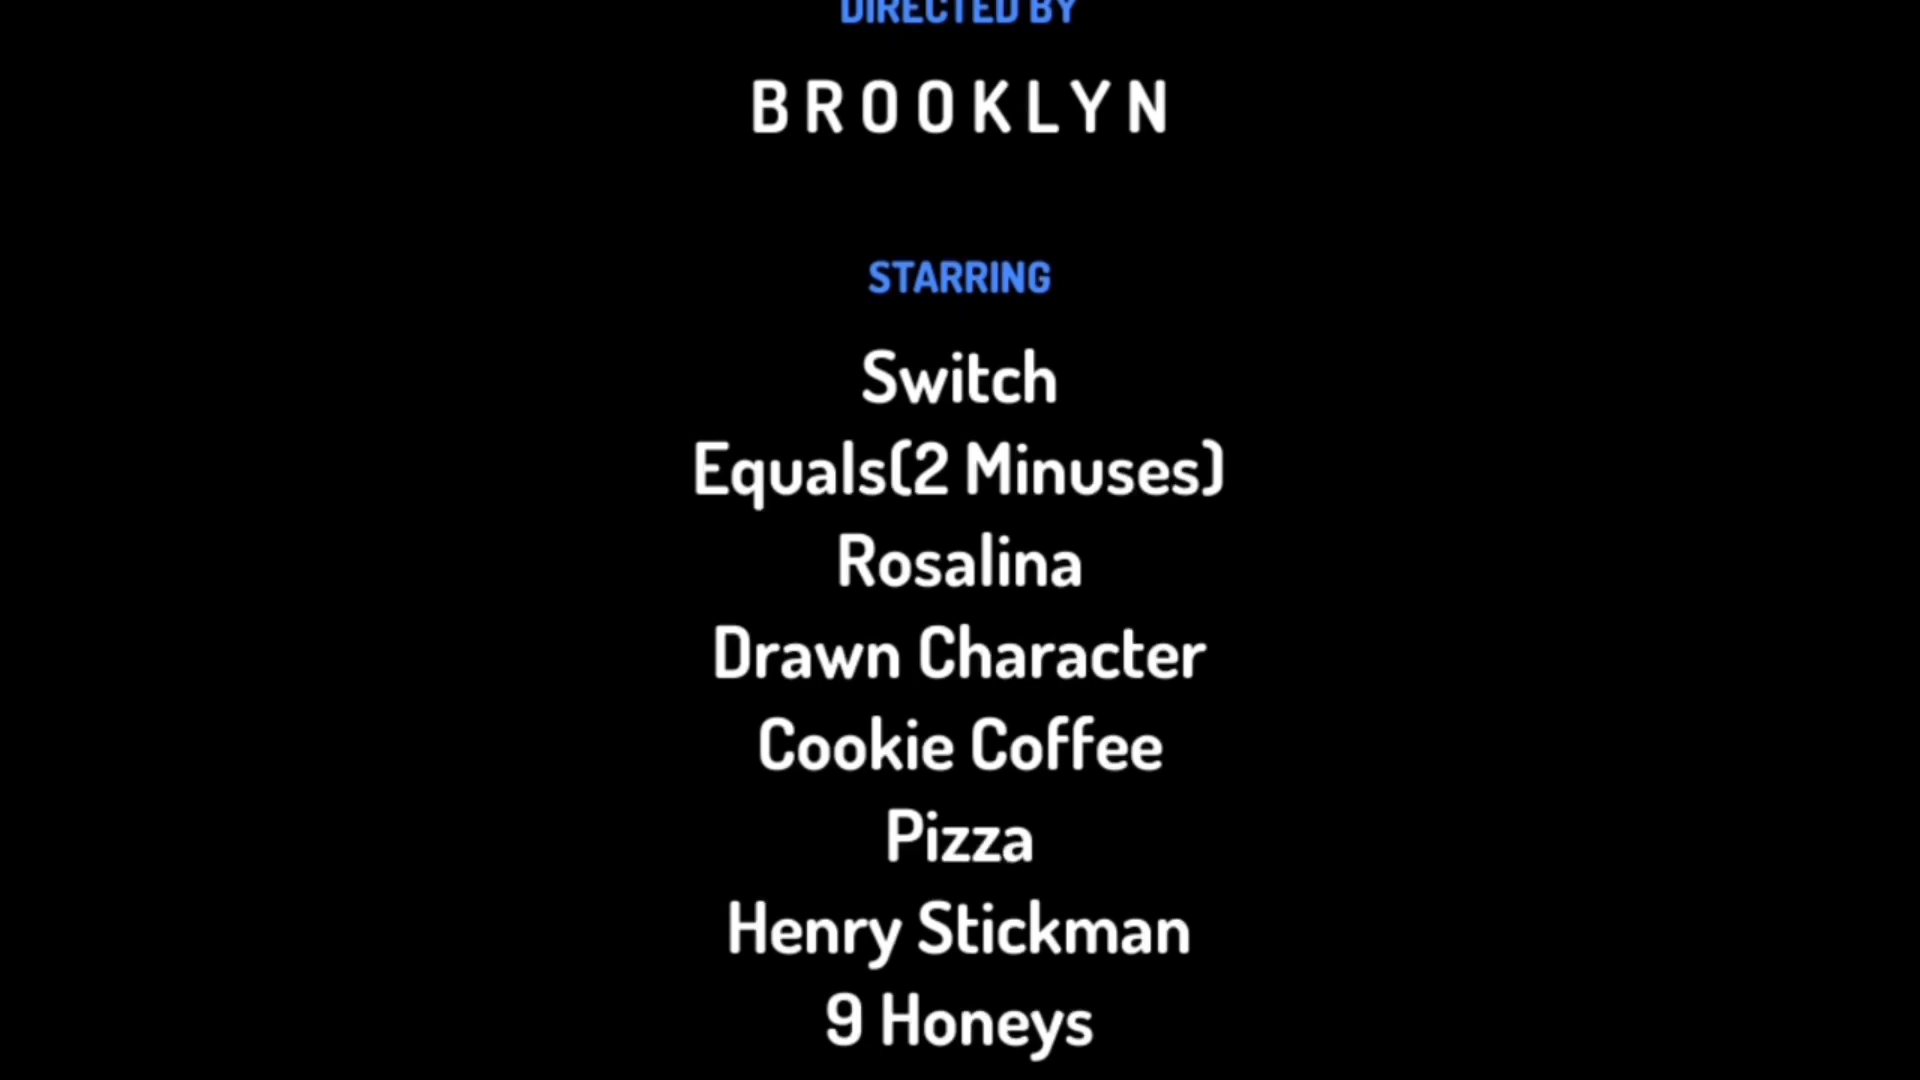 DIRECTED BY
BROOKLYN
STARRING
Switch
Equals(2 Minuses)
Rosalina
Drawn Character
Cookie Coffee
Pizza
Henry Stickman
9 Honeys